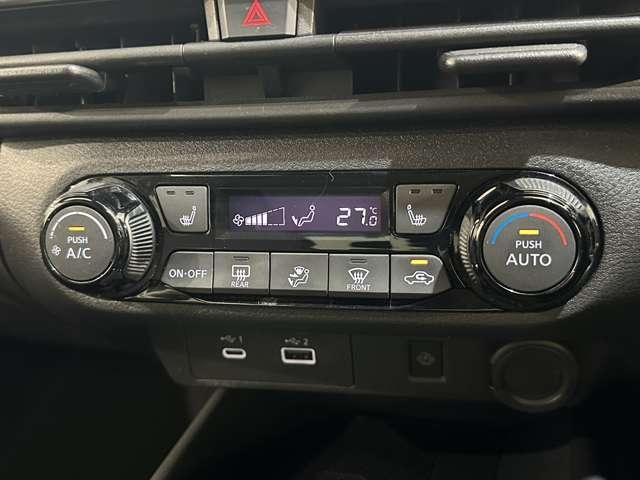 27.0°C
PUSH
A/C
ON·OFF
REAR
FRONT
PUSH
AUTO
1
2